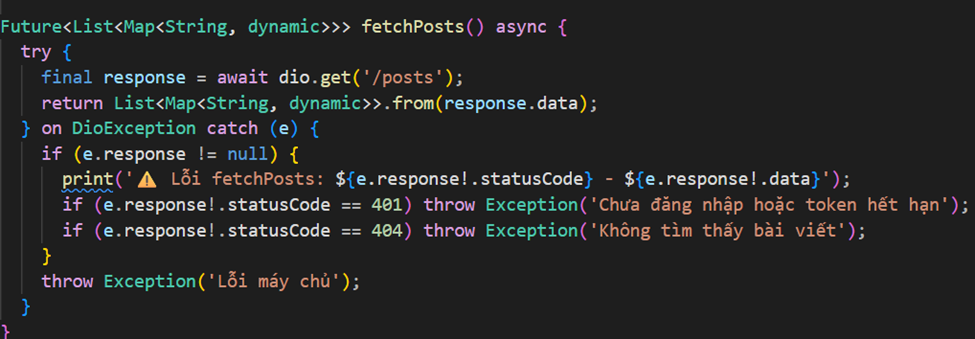 Future<List<Map<String, dynamic>>> fetchPosts() async {
  try {
    final response = await dio.get('/posts');
    return List<Map<String, dynamic>>.from(response.data);
  } on DioException catch (e) {
    if (e.response != null) {
      print('⚠️ Lỗi fetchPosts: ${e.response!.statusCode} - ${e.response!.data}');
      if (e.response!.statusCode == 401) throw Exception('Chưa đăng nhập hoặc token hết hạn');
      if (e.response!.statusCode == 404) throw Exception('Không tìm thấy bài viết');
    }
    throw Exception('Lỗi máy chủ');
  }
}